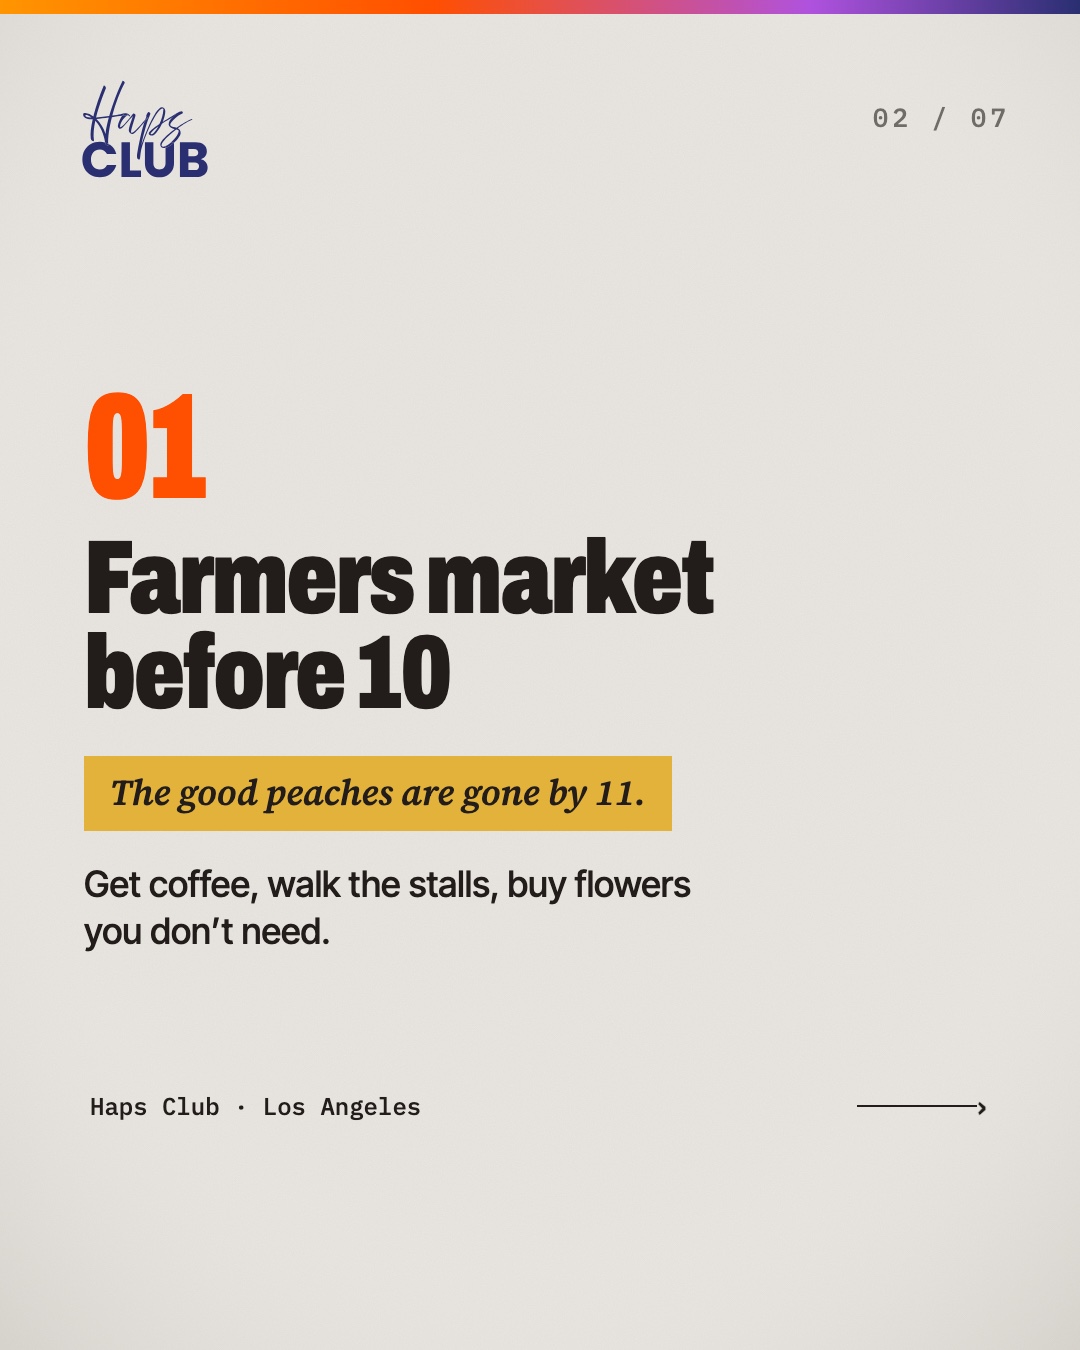 Haps
CLUB
02 / 07
01
Farmers market
before 10
The good peaches are gone by 11.
Get coffee, walk the stalls, buy flowers
you don’t need.
Haps Club · Los Angeles